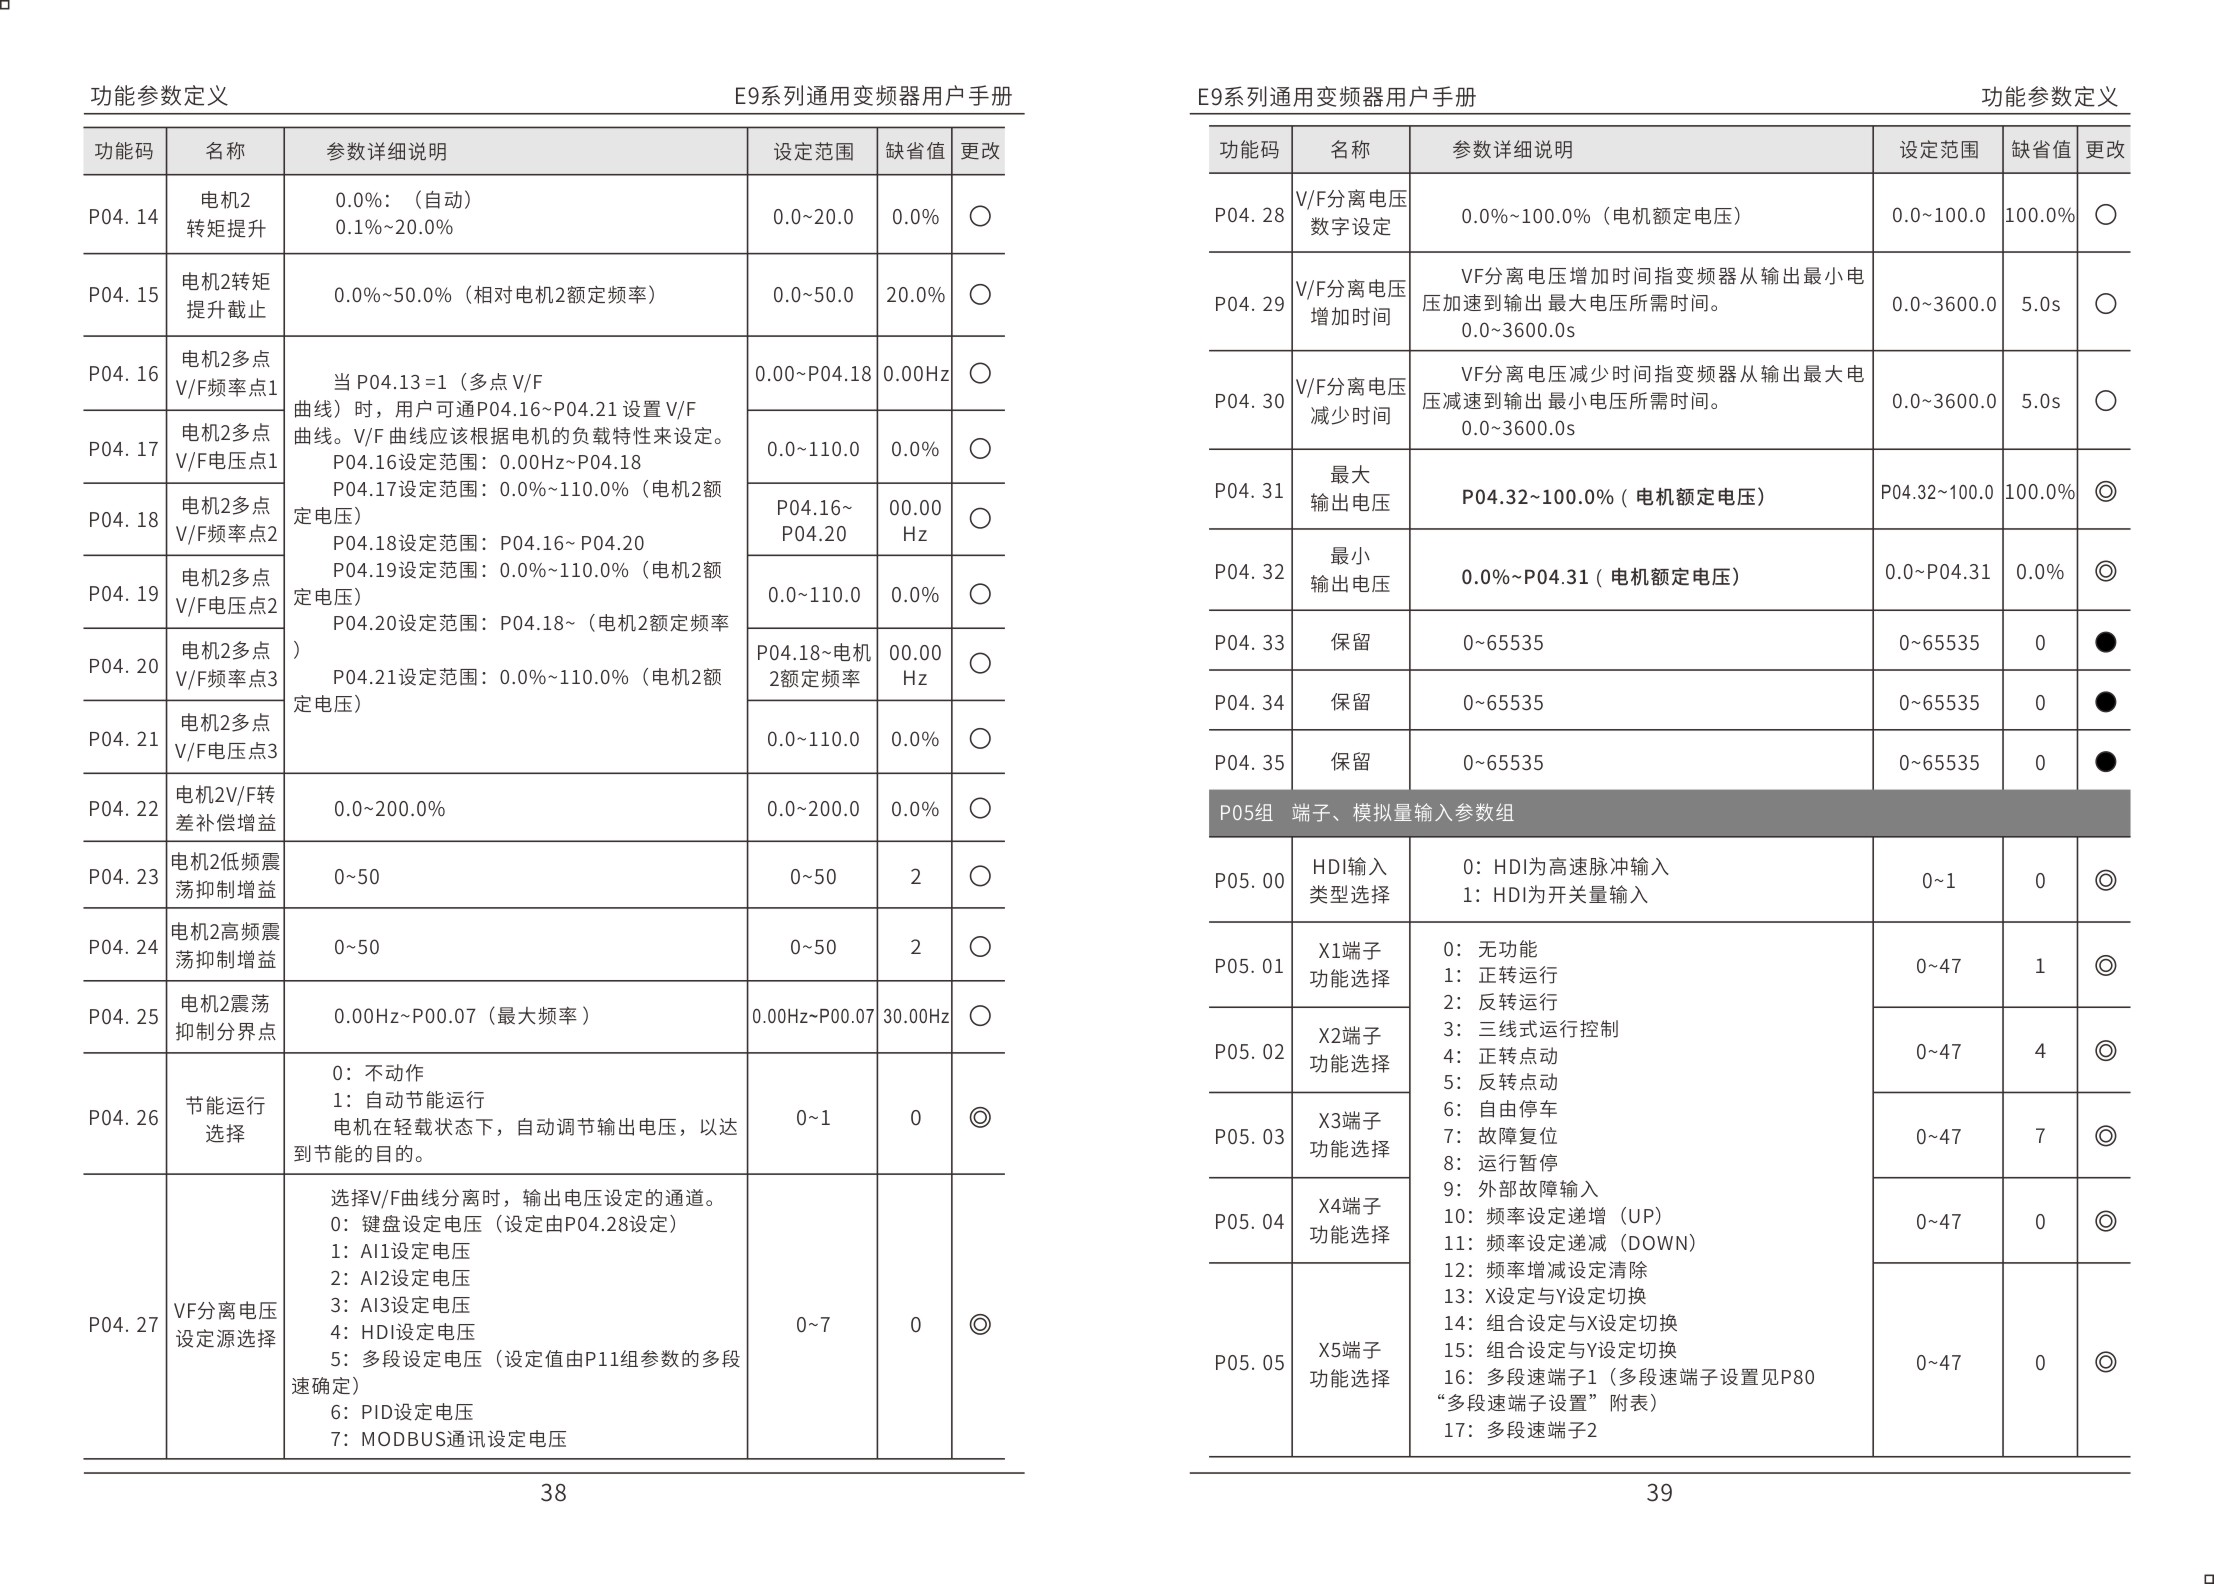 功能参数定义
E9系列通用变频器用户手册
功能码 名称 参数详细说明 设定范围 缺省值 更改
P04. 14
电机2
转矩提升
0.0%：（自动）
0.1%~20.0%
0.0~20.0
0.0%
○
P04. 15
电机2转矩
提升截止
0.0%~50.0%（相对电机2额定频率）
0.0~50.0
20.0%
○
P04. 16
电机2多点
V/F频率点1
当 P04.13 =1（多点 V/F
曲线）时，用户可通P04.16~P04.21 设置 V/F
曲线。V/F 曲线应该根据电机的负载特性来设定。
P04.16设定范围：0.00Hz~P04.18
P04.17设定范围：0.0%~110.0%（电机2额
定电压）
P04.18设定范围：P04.16~ P04.20
P04.19设定范围：0.0%~110.0%（电机2额
定电压）
P04.20设定范围：P04.18~（电机2额定频率
）
P04.21设定范围：0.0%~110.0%（电机2额
定电压）
0.00~P04.18
0.00Hz
○
P04. 17
电机2多点
V/F电压点1
0.0~110.0
0.0%
○
P04. 18
电机2多点
V/F频率点2
P04.16~
P04.20
00.00
Hz
○
P04. 19
电机2多点
V/F电压点2
0.0~110.0
0.0%
○
P04. 20
电机2多点
V/F频率点3
P04.18~电机
2额定频率
00.00
Hz
○
P04. 21
电机2多点
V/F电压点3
0.0~110.0
0.0%
○
P04. 22
电机2V/F转
差补偿增益
0.0~200.0%
0.0~200.0
0.0%
○
P04. 23
电机2低频震
荡抑制增益
0~50
0~50
2
○
P04. 24
电机2高频震
荡抑制增益
0~50
0~50
2
○
P04. 25
电机2震荡
抑制分界点
0.00Hz~P00.07（最大频率 ）
0.00Hz~P00.07
30.00Hz
○
P04. 26
节能运行
选择
0：不动作
1：自动节能运行
电机在轻载状态下，自动调节输出电压，以达
到节能的目的。
0~1
0
◎
P04. 27
VF分离电压
设定源选择
选择V/F曲线分离时，输出电压设定的通道。
0：键盘设定电压（设定由P04.28设定）
1：AI1设定电压
2：AI2设定电压
3：AI3设定电压
4：HDI设定电压
5：多段设定电压（设定值由P11组参数的多段
速确定）
6：PID设定电压
7：MODBUS通讯设定电压
0~7
0
◎
38
E9系列通用变频器用户手册
功能参数定义
功能码 名称 参数详细说明 设定范围 缺省值 更改
P04. 28
V/F分离电压
数字设定
0.0%~100.0%（电机额定电压）
0.0~100.0
100.0%
○
P04. 29
V/F分离电压
增加时间
VF分离电压增加时间指变频器从输出最小电
压加速到输出 最大电压所需时间。
0.0~3600.0s
0.0~3600.0
5.0s
○
P04. 30
V/F分离电压
减少时间
VF分离电压减少时间指变频器从输出最大电
压减速到输出 最小电压所需时间。
0.0~3600.0s
0.0~3600.0
5.0s
○
P04. 31
最大
输出电压
P04.32~100.0% ( 电机额定电压）
P04.32~100.0
100.0%
◎
P04. 32
最小
输出电压
0.0%~P04.31 ( 电机额定电压）
0.0~P04.31
0.0%
◎
P04. 33
保留
0~65535
0~65535
0
●
P04. 34
保留
0~65535
0~65535
0
●
P04. 35
保留
0~65535
0~65535
0
●
P05组 端子、模拟量输入参数组
P05. 00
HDI输入
类型选择
0：HDI为高速脉冲输入
1：HDI为开关量输入
0~1
0
◎
P05. 01
X1端子
功能选择
0： 无功能
1： 正转运行
2： 反转运行
3： 三线式运行控制
4： 正转点动
5： 反转点动
6： 自由停车
7： 故障复位
8： 运行暂停
9： 外部故障输入
10：频率设定递增（UP）
11：频率设定递减（DOWN）
12：频率增减设定清除
13：X设定与Y设定切换
14：组合设定与X设定切换
15：组合设定与Y设定切换
16：多段速端子1（多段速端子设置见P80
“多段速端子设置”附表）
17：多段速端子2
0~47
1
◎
P05. 02
X2端子
功能选择
0~47
4
◎
P05. 03
X3端子
功能选择
0~47
7
◎
P05. 04
X4端子
功能选择
0~47
0
◎
P05. 05
X5端子
功能选择
0~47
0
◎
39